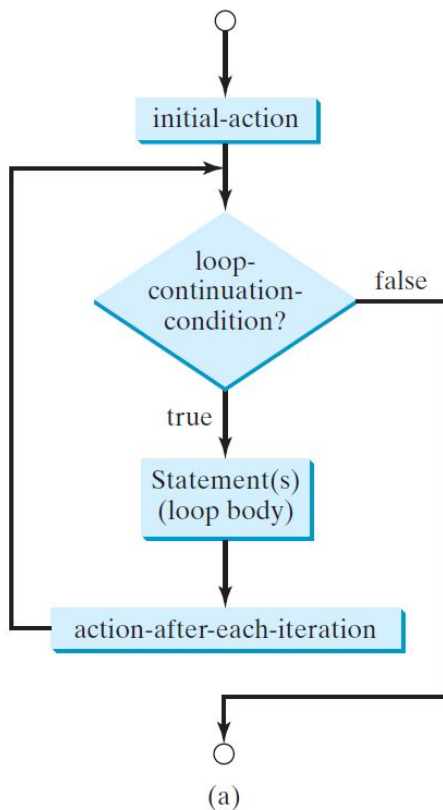 initial-action
loop-
continuation-
condition?
false
true
Statement(s)
(loop body)
action-after-each-iteration
(a)